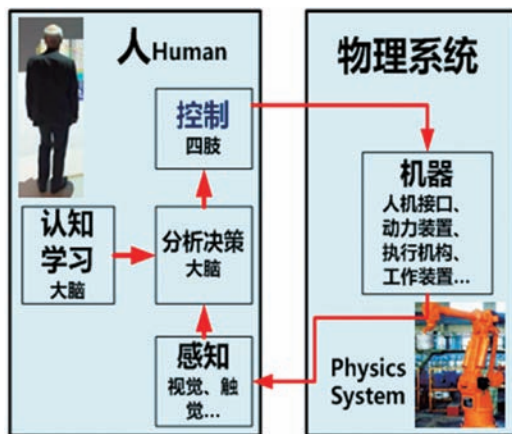 人Human
控制
四肢
认知
学习
大脑
分析决策
大脑
感知
视觉、触
觉...
物理系统
机器
人机接口、
动力装置、
执行机构、
工作装置...
Physics
System